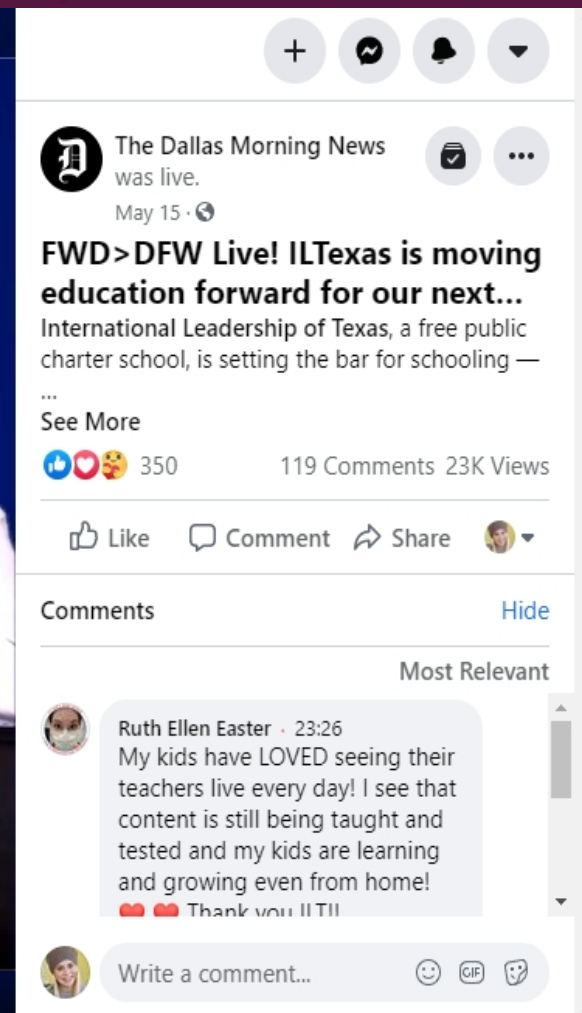 The Dallas Morning News
was live.
May 15 ·
FWD>DFW Live! ILTexas is moving
education forward for our next...
International Leadership of Texas, a free public
charter school, is setting the bar for schooling —
...
See More
350 119 Comments 23K Views
Like Comment Share
Comments Hide
Most Relevant
Ruth Ellen Easter · 23:26
My kids have LOVED seeing their
teachers live every day! I see that
content is still being taught and
tested and my kids are learning
and growing even from home!
❤️ ❤️ Thank you ILT!!
Write a comment... GIF